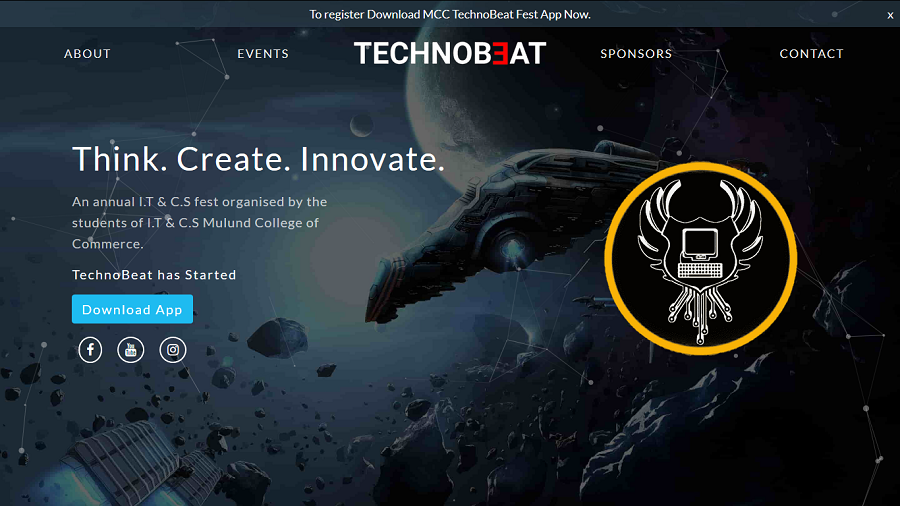 To register Download MCC TechnoBeat Fest App Now.
x
ABOUT
EVENTS
TECHNOBEAT
SPONSORS
CONTACT
Think. Create. Innovate.
An annual I.T & C.S fest organised by the
students of I.T & C.S Mulund College of
Commerce.
TechnoBeat has Started
Download App
You
Tube